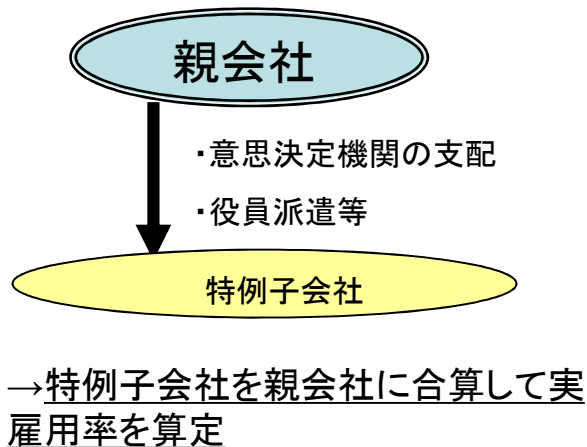 親会社
・意思決定機関の支配
・役員派遣等
特例子会社
→特例子会社を親会社に合算して実
雇用率を算定